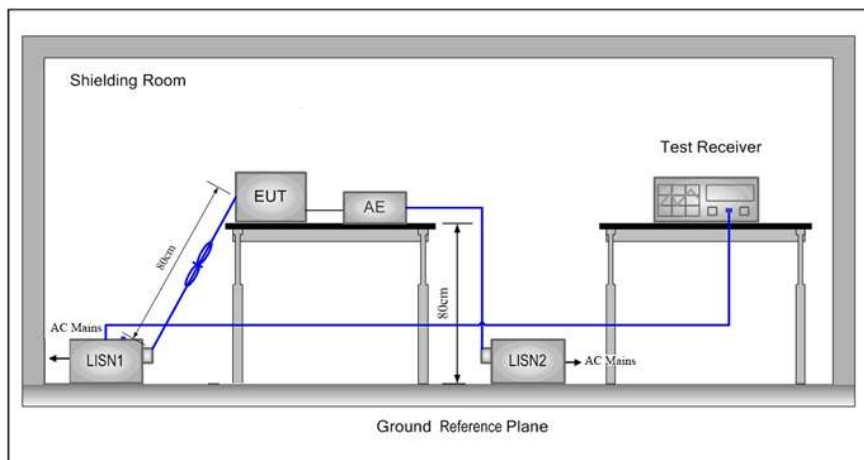 Shielding Room
Test Receiver
EUT
AE
80cm
80cm
AC Mains
LISN1
LISN2
AC Mains
Ground Reference Plane